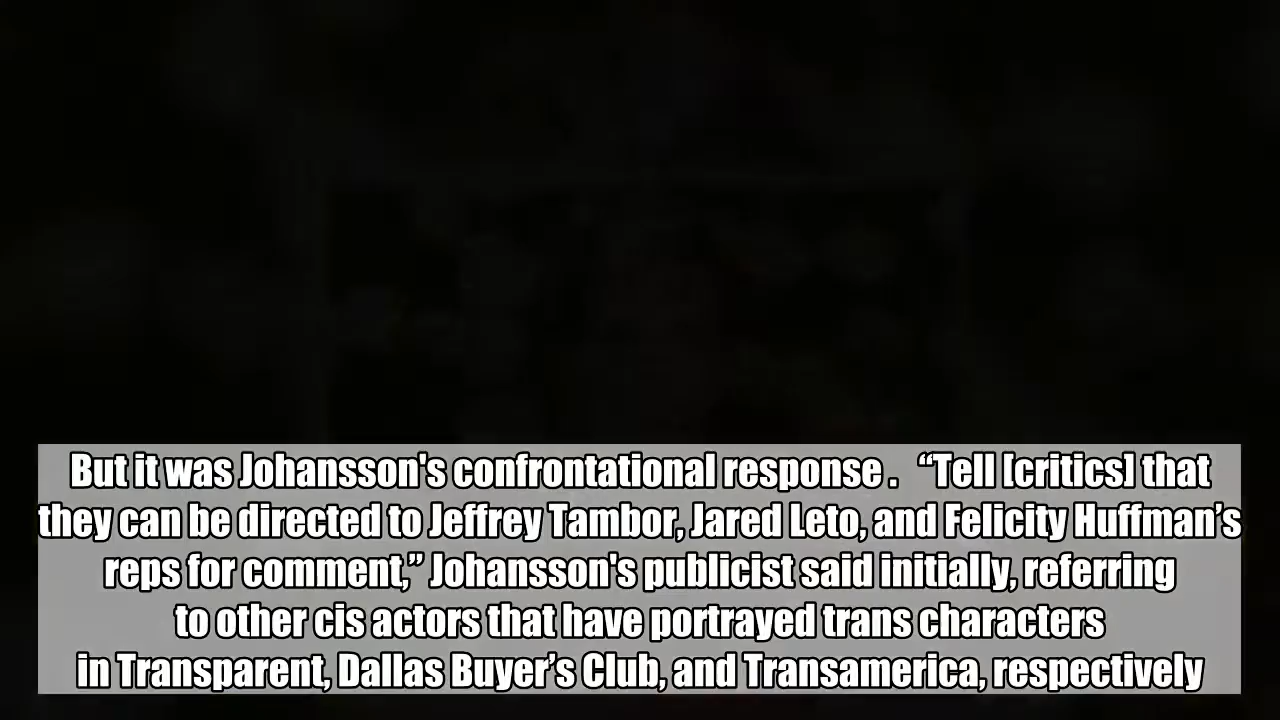 But it was Johansson's confrontational response .   “Tell [critics] that
they can be directed to Jeffrey Tambor, Jared Leto, and Felicity Huffman’s
reps for comment,” Johansson's publicist said initially, referring
to other cis actors that have portrayed trans characters
in Transparent, Dallas Buyer’s Club, and Transamerica, respectively